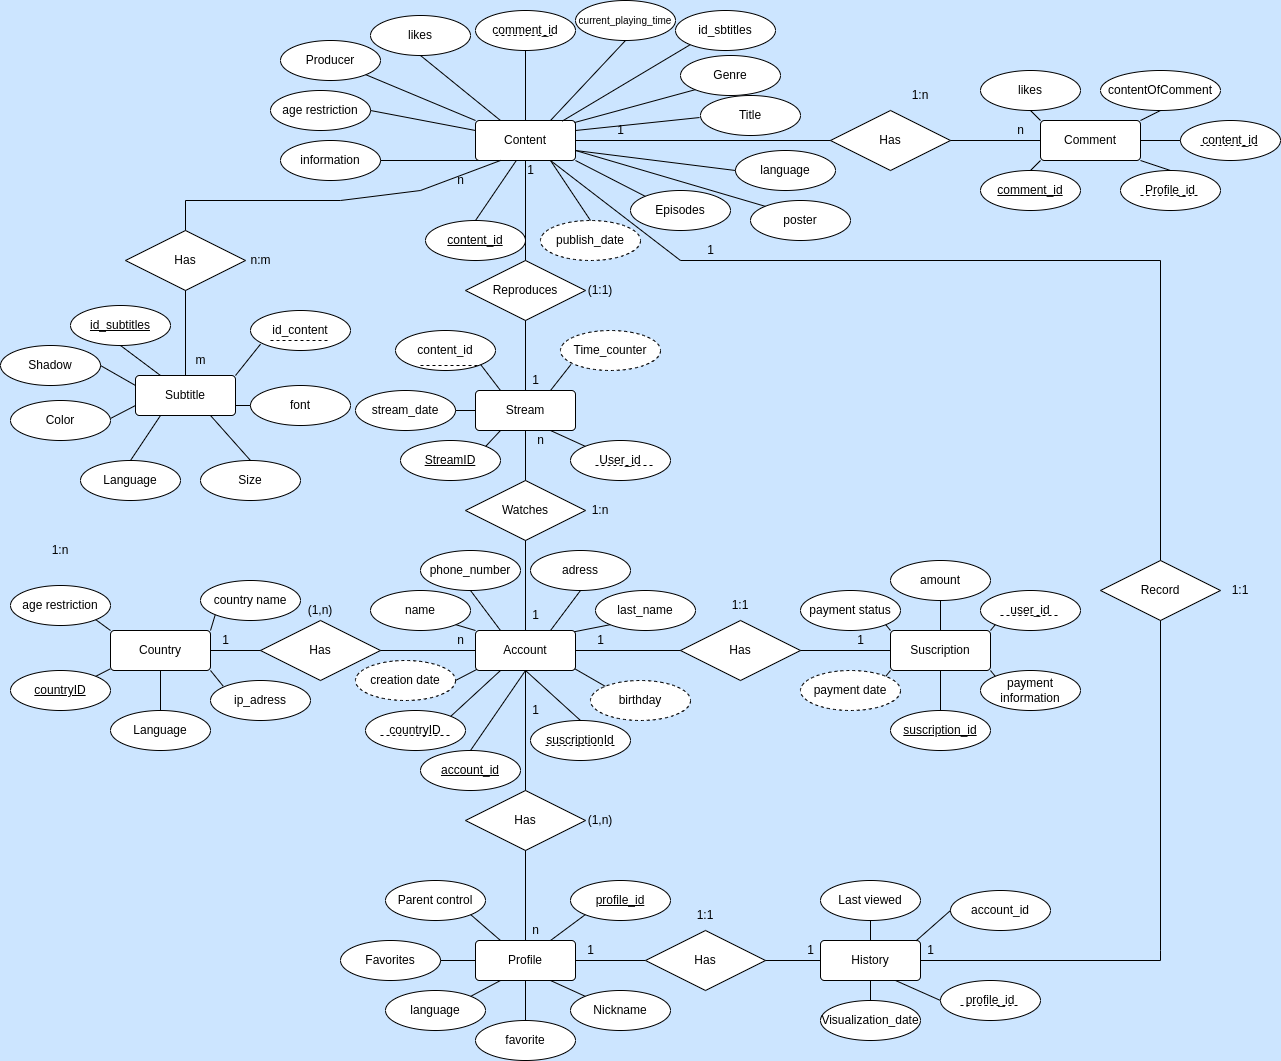 current_playing_time
likes
comment_id
id_sbtitles
Producer
Genre
age restriction
Title
information
Content
1
1:n
Has
n
likes
contentOfComment
Comment
content_id
comment_id
Profile_id
language
Episodes
poster
n
1
content_id
publish_date
1
Has
n:m
Reproduces
(1:1)
id_subtitles
id_content
Shadow
m
Subtitle
font
Color
Language
Size
content_id
Time_counter
1
stream_date
Stream
n
StreamID
User_id
Watches
1:n
1:n
phone_number
adress
age restriction
country name
(1,n)
name
1
last_name
1:1
payment status
amount
user_id
Record
1:1
Country
1
Has
n
Account
1
Has
1
Suscription
countryID
ip_adress
Language
creation date
birthday
payment date
payment
information
countryID
1
suscriptionId
suscription_id
account_id
Has
(1,n)
Parent control
profile_id
1:1
Last viewed
account_id
n
Favorites
Profile
1
Has
1
History
1
language
Nickname
profile_id
favorite
Visualization_date